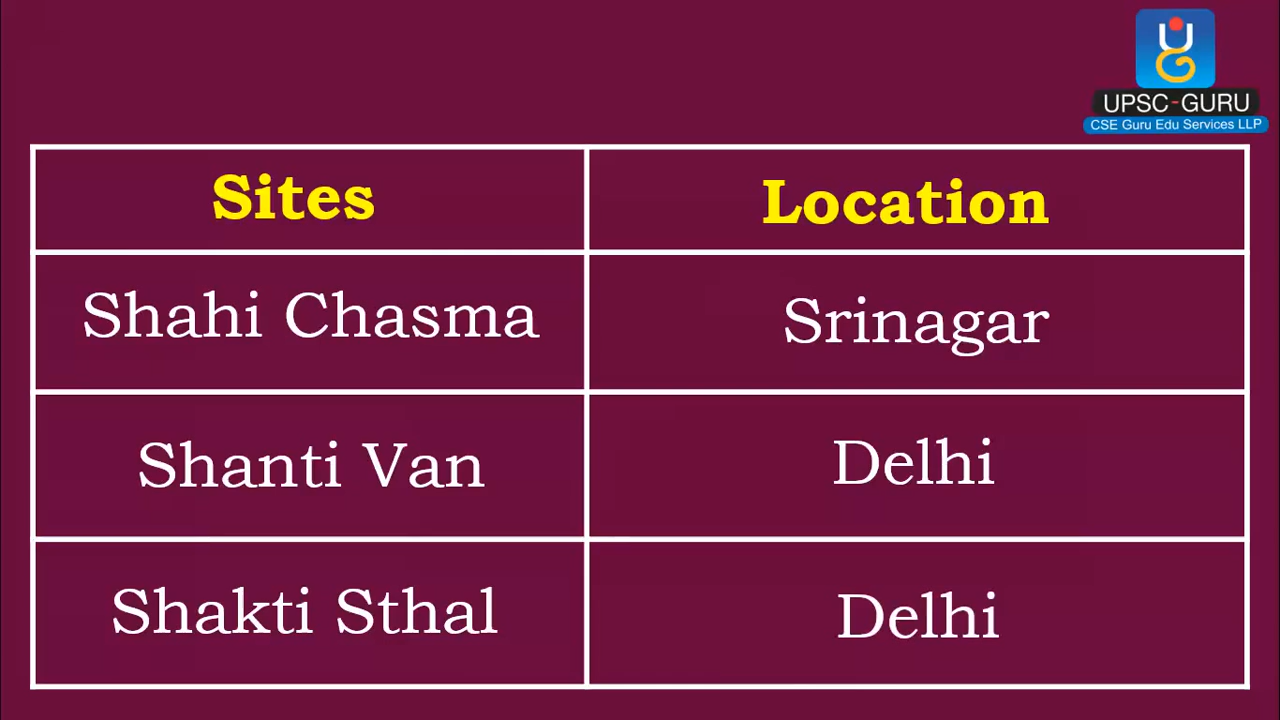 UPSC-GURU
CSE Guru Edu Services LLP
Sites Location
Shahi Chasma Srinagar
Shanti Van Delhi
Shakti Sthal Delhi